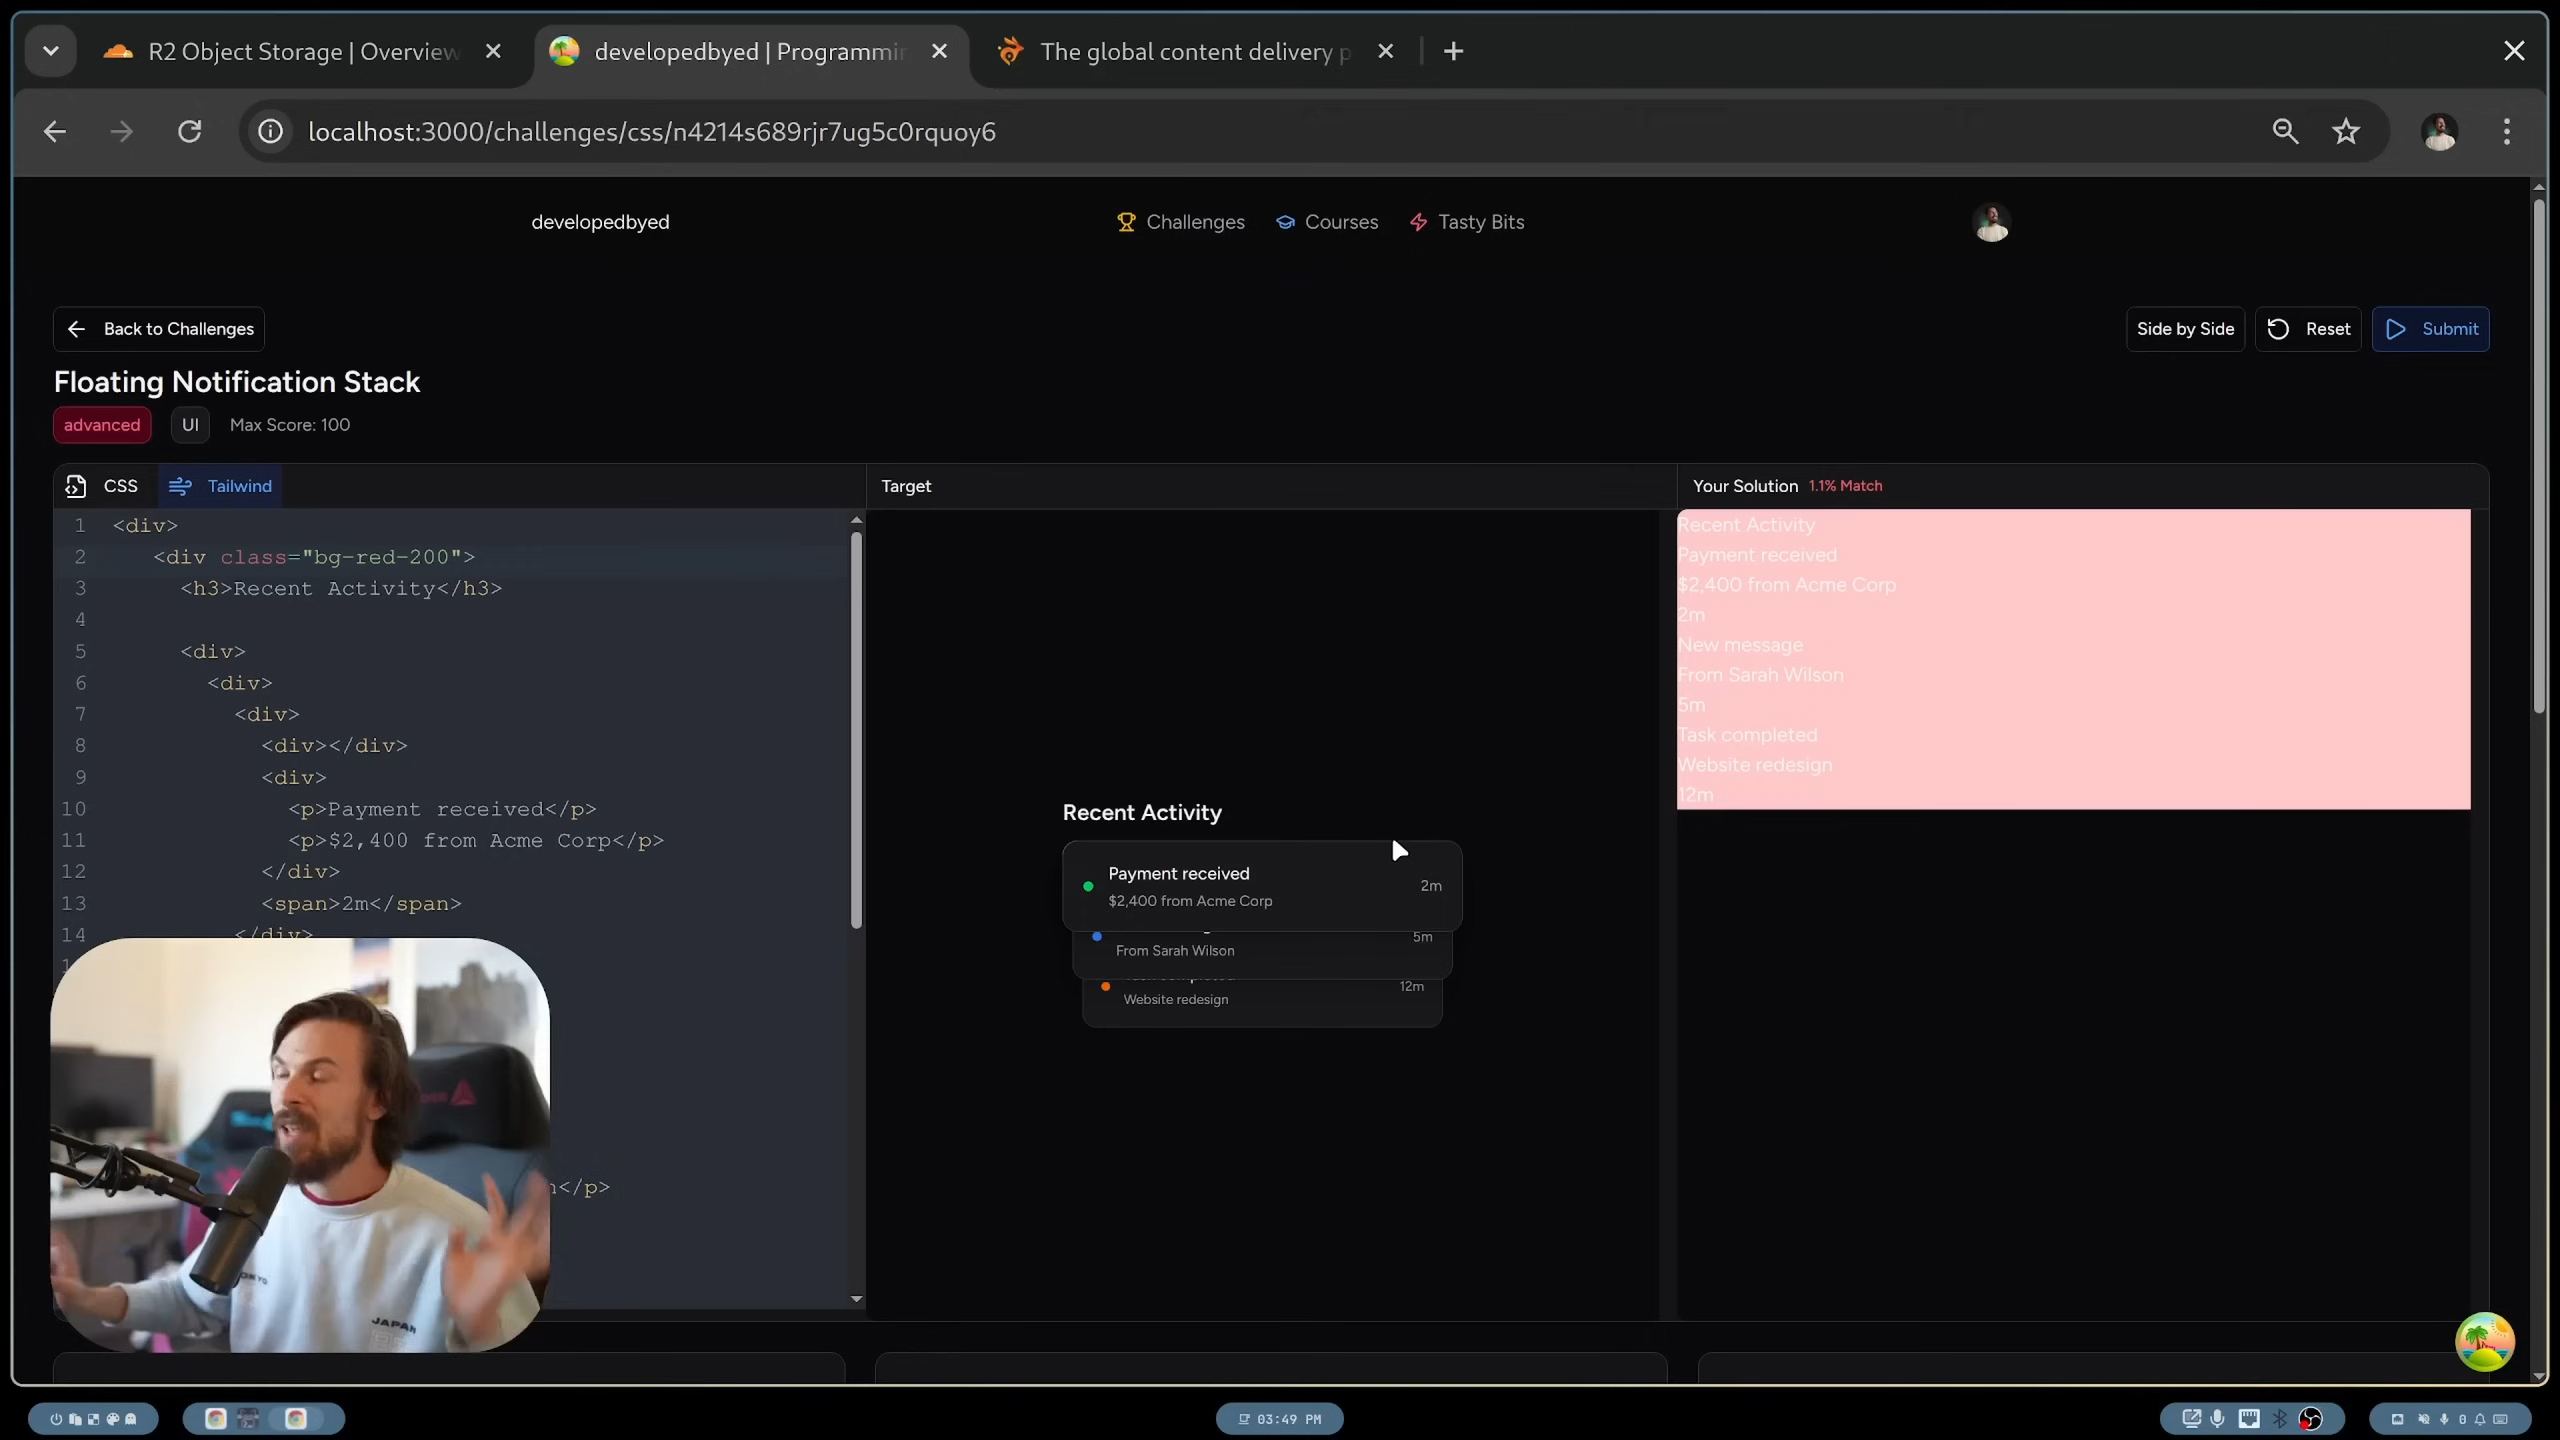 R2 Object Storage | Overview
developedbyed | Programmin
The global content delivery p
localhost:3000/challenges/css/n4214s689rjr7ug5c0rquoy6
developedbyed
Challenges
Courses
Tasty Bits
Back to Challenges
Side by Side
Reset
Submit
Floating Notification Stack
advanced
UI
Max Score: 100
CSS
Tailwind
Target
Your Solution 1.1% Match
1 <div>
2 <div class="bg-red-200">
3 <h3>Recent Activity</h3>
4
5 <div>
6 <div>
7 <div>
8 <div></div>
9 <div>
10 <p>Payment received</p>
11 <p>$2,400 from Acme Corp</p>
12 </div>
13 <span>2m</span>
14 </div>
n</p>
Recent Activity
Payment received
$2,400 from Acme Corp
2m
From Sarah Wilson
5m
Website redesign
12m
Recent Activity
Payment received
$2,400 from Acme Corp
2m
New message
From Sarah Wilson
5m
Task completed
Website redesign
12m
JAPAN
03:49 PM
0